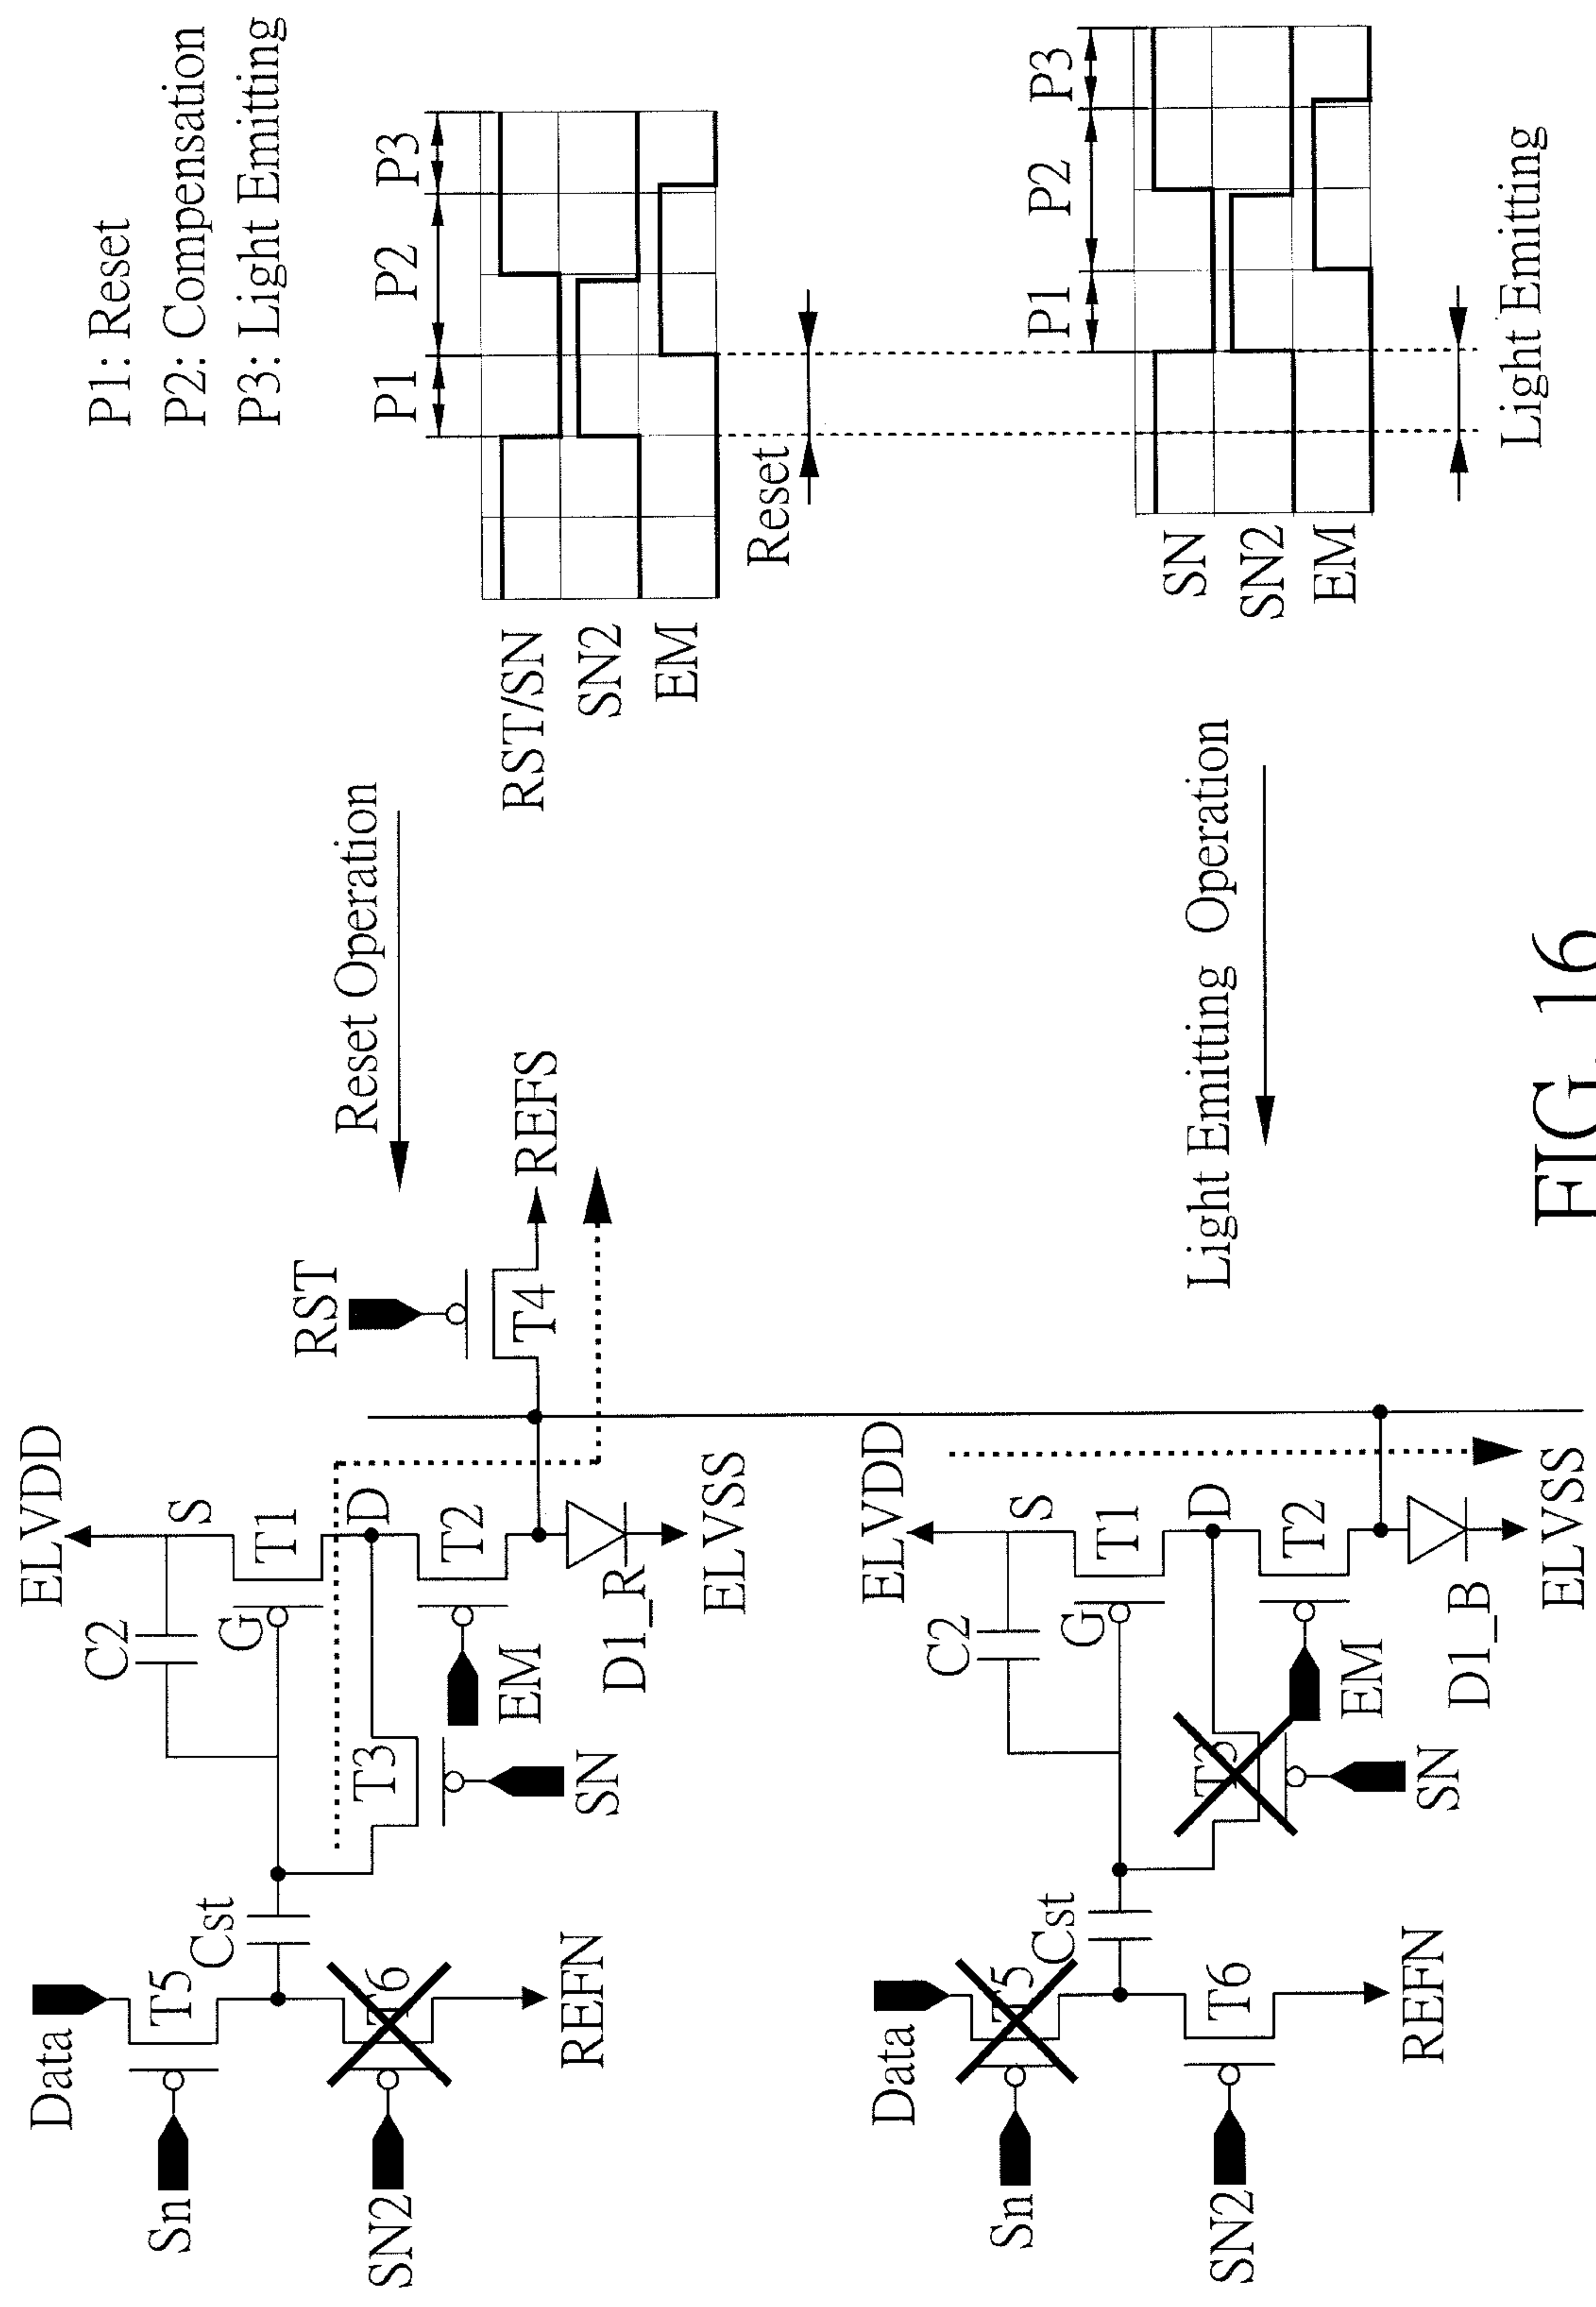 P1: Reset
P2: Compensation
P3: Light Emitting
Data
Sn
T5
SN2
T6
REFN
Cst
C2
ELVDD
S
G
T1
D
T3
SN
T2
EM
D1_R
ELVSS
RST
T4
REFS
Reset Operation
P1
P2
P3
RST/SN
SN2
EM
Reset
Data
Sn
T5
SN2
T6
REFN
Cst
C2
ELVDD
S
G
T1
D
T3
SN
T2
EM
D1_B
ELVSS
Light Emitting Operation
P1
P2
P3
SN
SN2
EM
Light Emitting
FIG. 16